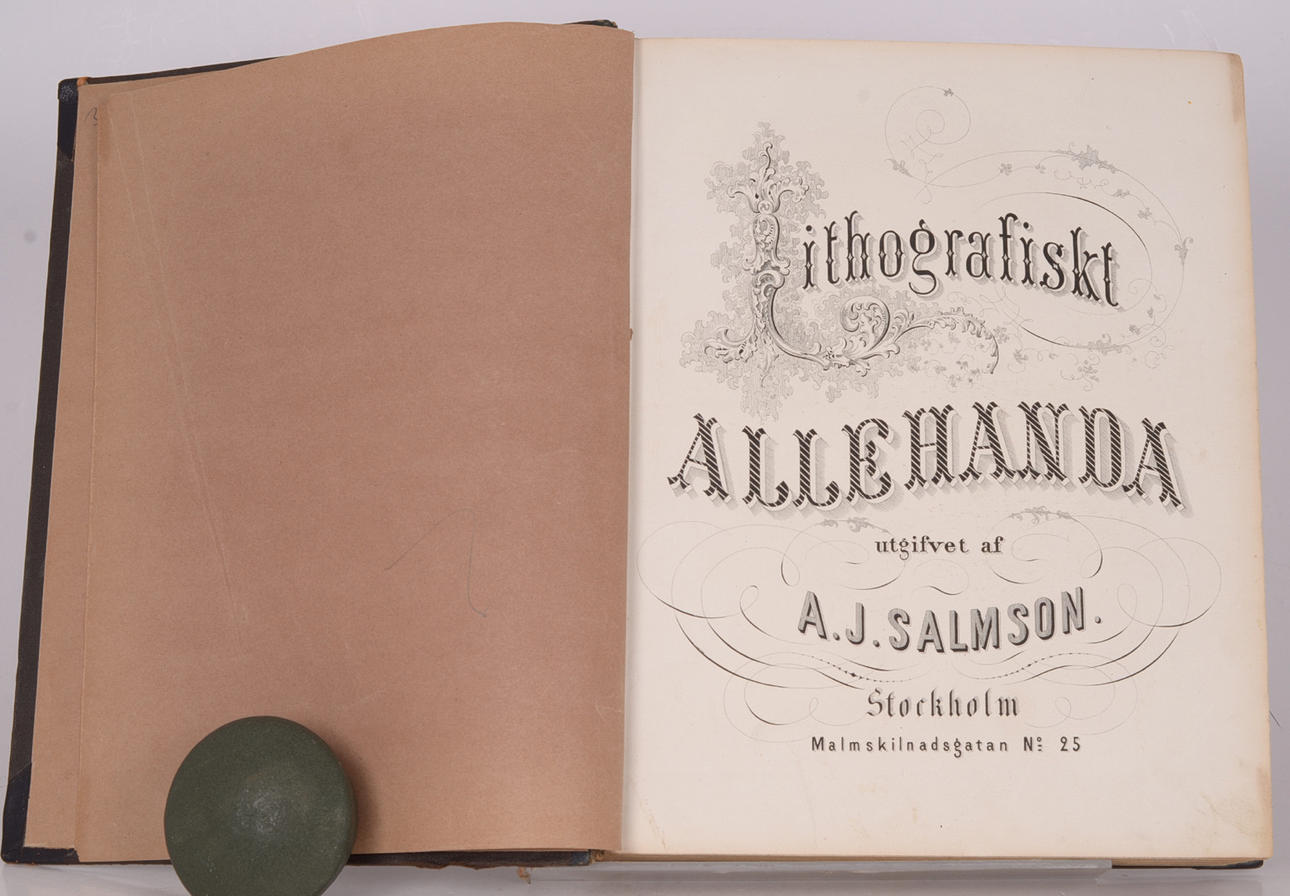 Lithografiskt
ALLEHANDA
utgifvet af
A. J. SALMSON.
Stockholm
Malmskilnadsgatan Nº 25